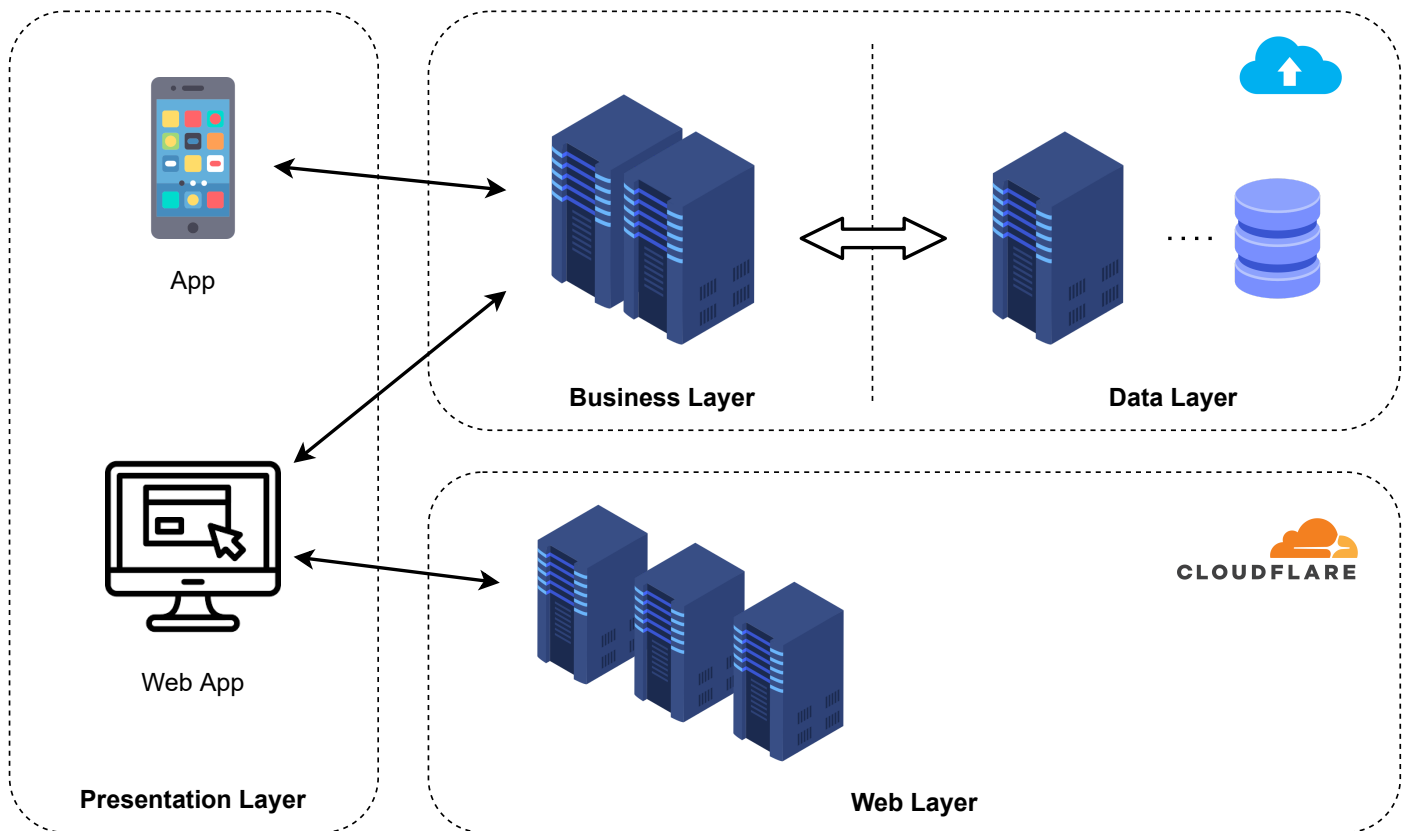 App
Business Layer
Data Layer
CLOUDFLARE
Web App
Presentation Layer
Web Layer